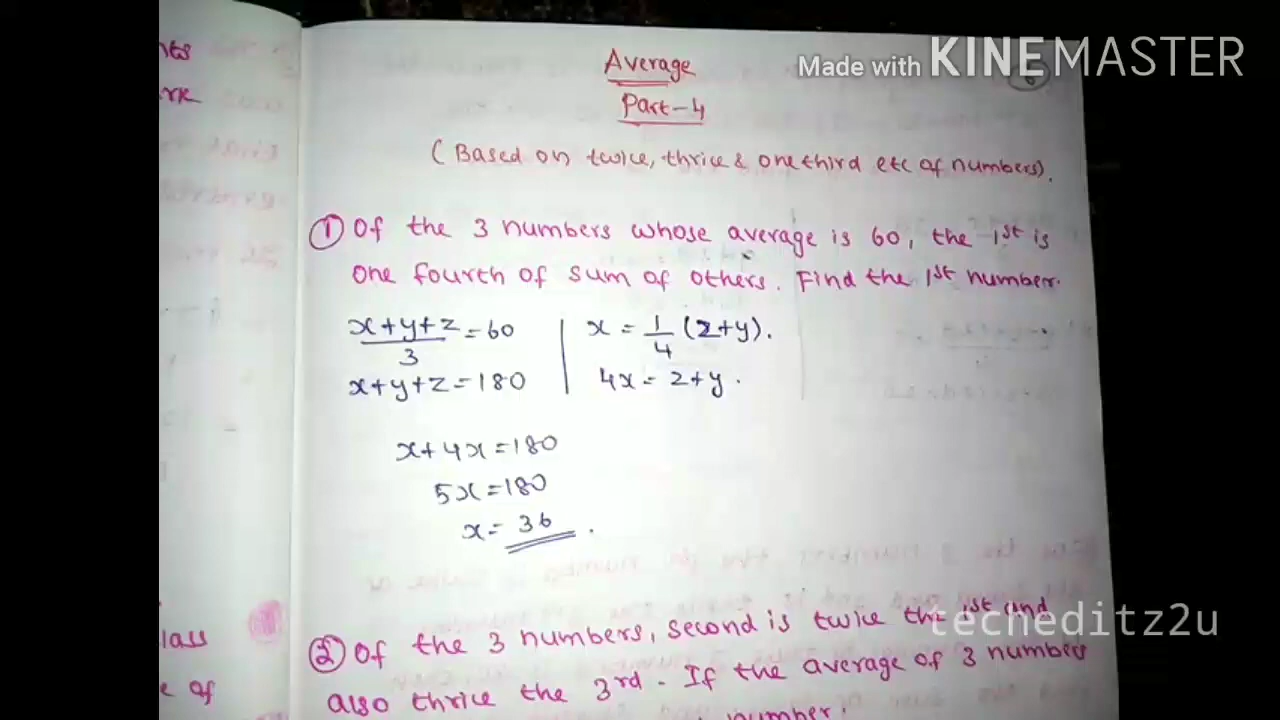 Made with KINEMASTER
Average
Part-4
(Based on twice, thrice & one third etc of numbers).
① Of the 3 numbers whose average is 60, the 1st is
one fourth of sum of others. Find the 1st number.
x+y+z/3 = 60 | x = 1/4 (z+y).
x+y+z=180 | 4x = z+y.
x+4x=180
5x=180
x= 36.
techeditz2u
② Of the 3 numbers, second is twice the 1st and
also thrice the 3rd. If the average of 3 numbers
number.
lass
e of